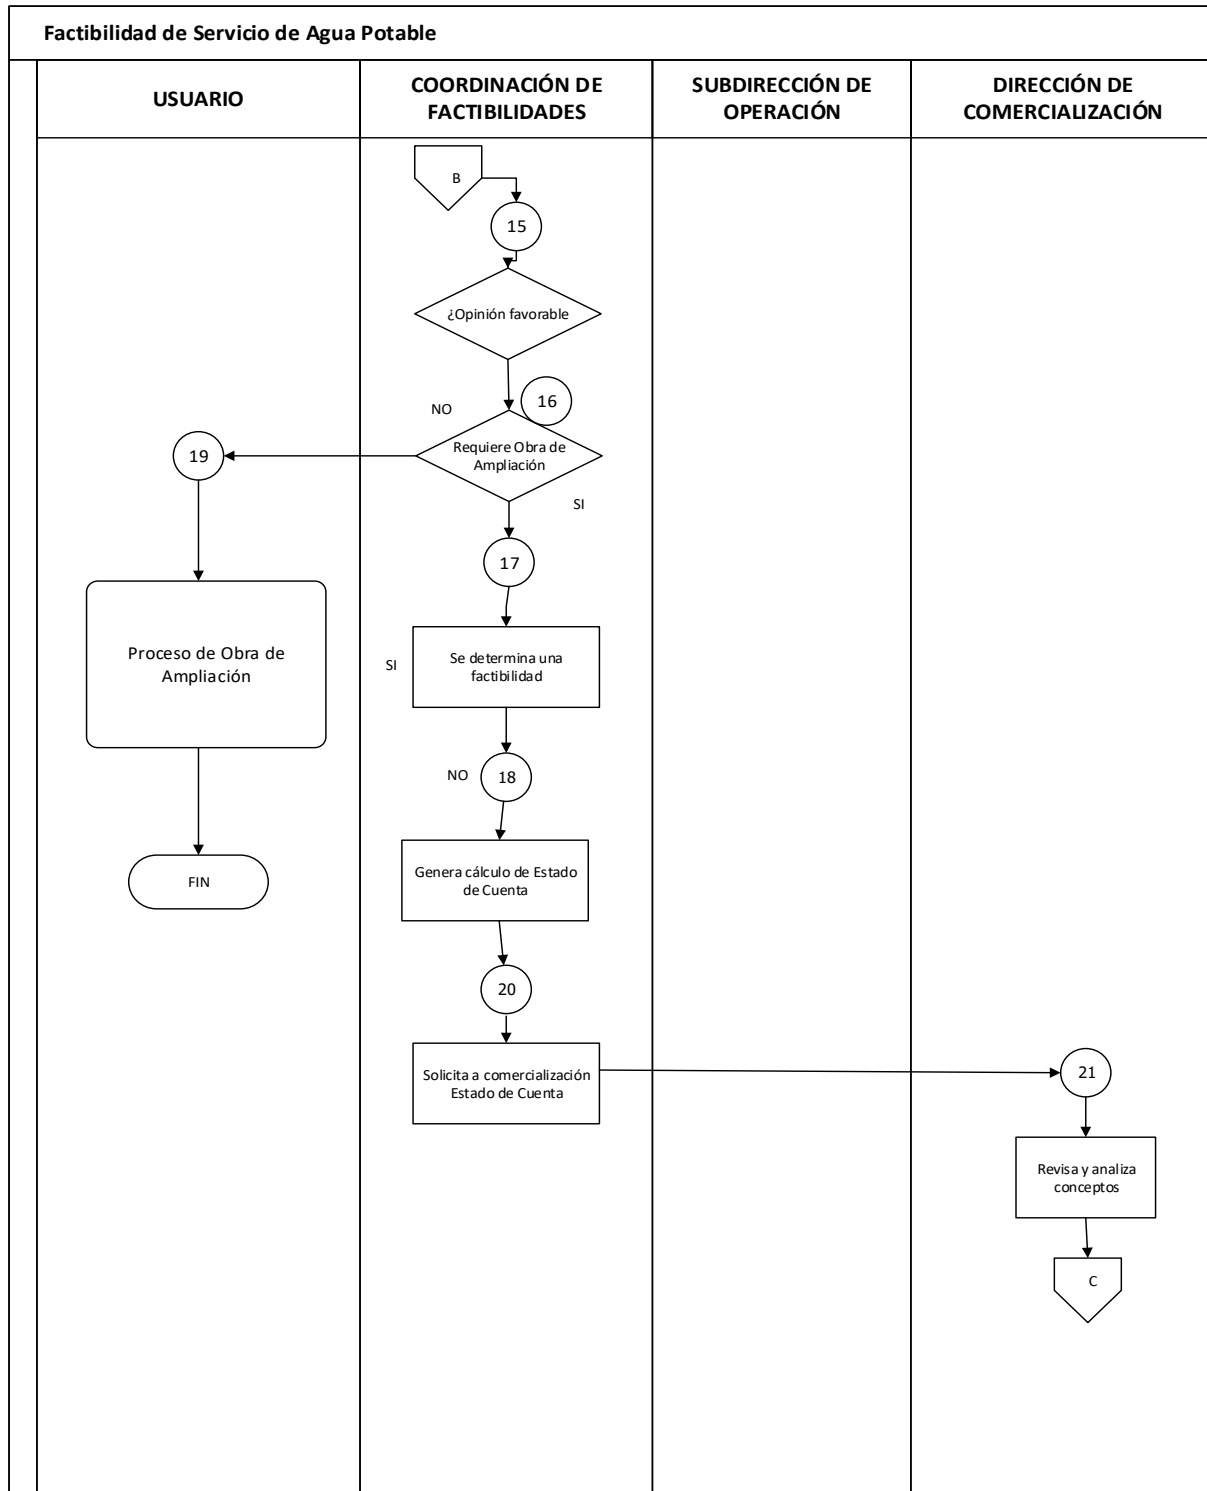 Factibilidad de Servicio de Agua Potable
USUARIO
COORDINACIÓN DE
FACTIBILIDADES
SUBDIRECCIÓN DE
OPERACIÓN
DIRECCIÓN DE
COMERCIALIZACIÓN
B
15
¿Opinión favorable
16
NO
Requiere Obra de
Ampliación
19
SI
17
Proceso de Obra de
Ampliación
SI
Se determina una
factibilidad
NO
18
Genera cálculo de Estado
de Cuenta
FIN
20
Solicita a comercialización
Estado de Cuenta
21
Revisa y analiza
conceptos
C